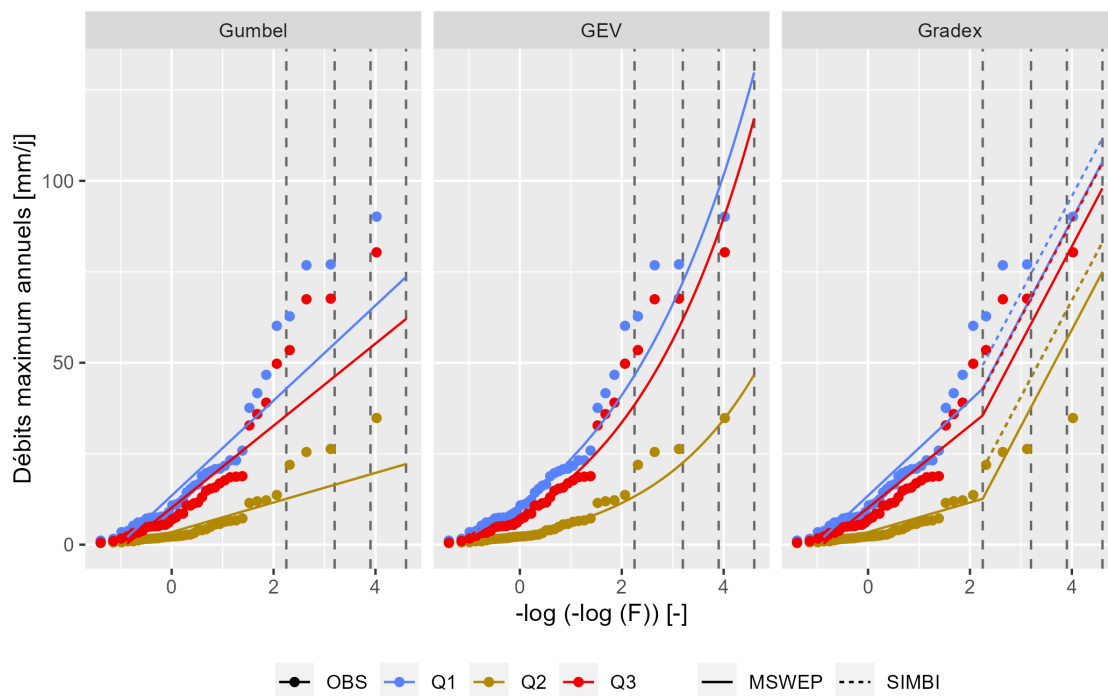 Gumbel GEV Gradex
Débits maximum annuels [mm/j]
100
50
0
0 2 4 0 2 4 0 2 4
-log (-log (F)) [-]
OBS Q1 Q2 Q3 MSWEP SIMBI